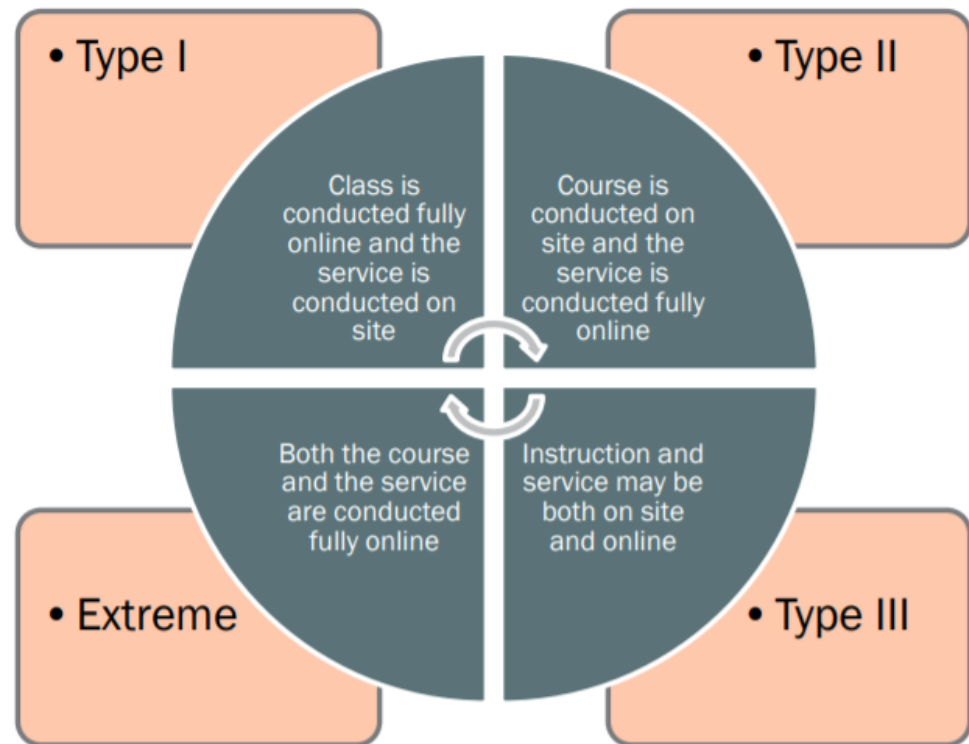 • Type I
Class is
conducted fully
online and the
service is
conducted on
site
• Type II
Course is
conducted on
site and the
service is
conducted fully
online
• Extreme
Both the course
and the service
are conducted
fully online
• Type III
Instruction and
service may be
both on site
and online